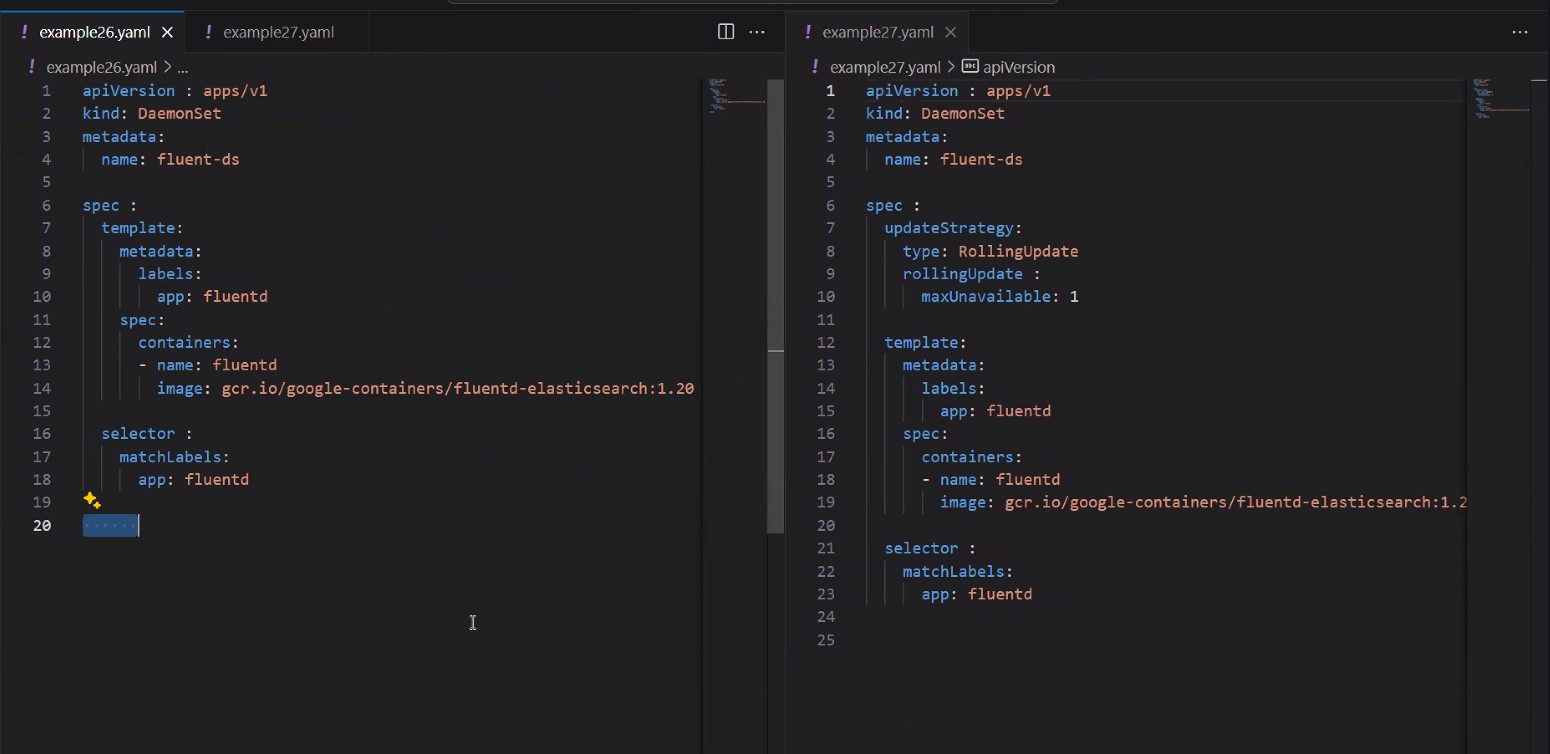 ! example26.yaml ×
! example27.yaml
! example26.yaml > ...
1 apiVersion : apps/v1
2 kind: DaemonSet
3 metadata:
4   name: fluent-ds
5
6 spec :
7   template:
8     metadata:
9       labels:
10         app: fluentd
11     spec:
12       containers:
13       - name: fluentd
14         image: gcr.io/google-containers/fluentd-elasticsearch:1.20
15
16   selector :
17     matchLabels:
18       app: fluentd
19
20 ······
! example27.yaml ×
! example27.yaml > abc apiVersion
1 apiVersion : apps/v1
2 kind: DaemonSet
3 metadata:
4   name: fluent-ds
5
6 spec :
7   updateStrategy:
8     type: RollingUpdate
9     rollingUpdate :
10       maxUnavailable: 1
11
12   template:
13     metadata:
14       labels:
15         app: fluentd
16     spec:
17       containers:
18       - name: fluentd
19         image: gcr.io/google-containers/fluentd-elasticsearch:1.2
20
21   selector :
22     matchLabels:
23       app: fluentd
24
25